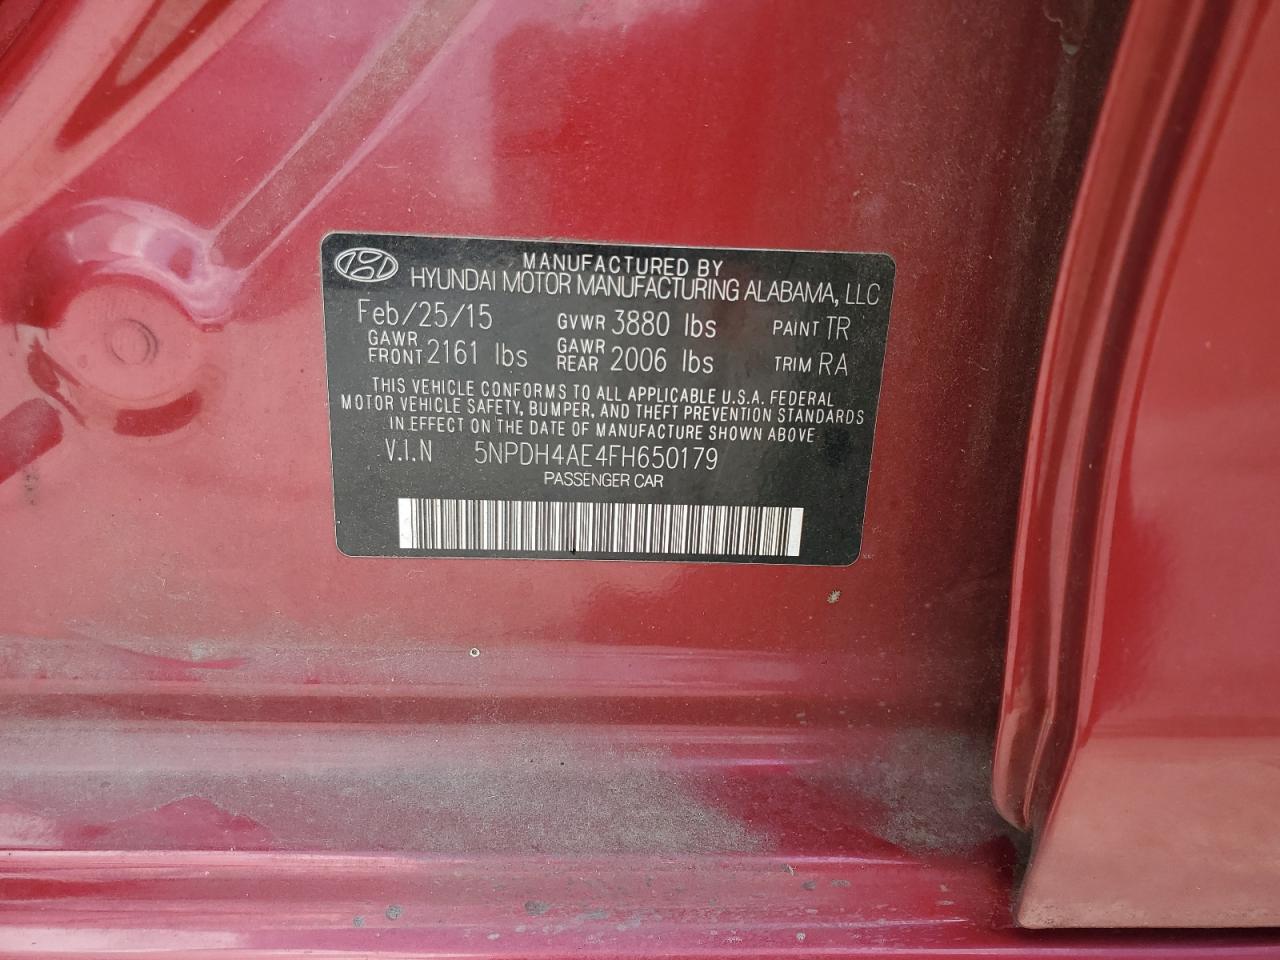 MANUFACTURED BY
HYUNDAI MOTOR MANUFACTURING ALABAMA, LLC
Feb/25/15 GVWR 3880 lbs PAINT TR
GAWR FRONT 2161 lbs GAWR REAR 2006 lbs TRIM RA
THIS VEHICLE CONFORMS TO ALL APPLICABLE U.S.A. FEDERAL
MOTOR VEHICLE SAFETY, BUMPER, AND THEFT PREVENTION STANDARDS
IN EFFECT ON THE DATE OF MANUFACTURE SHOWN ABOVE
V.I.N 5NPDH4AE4FH650179
PASSENGER CAR